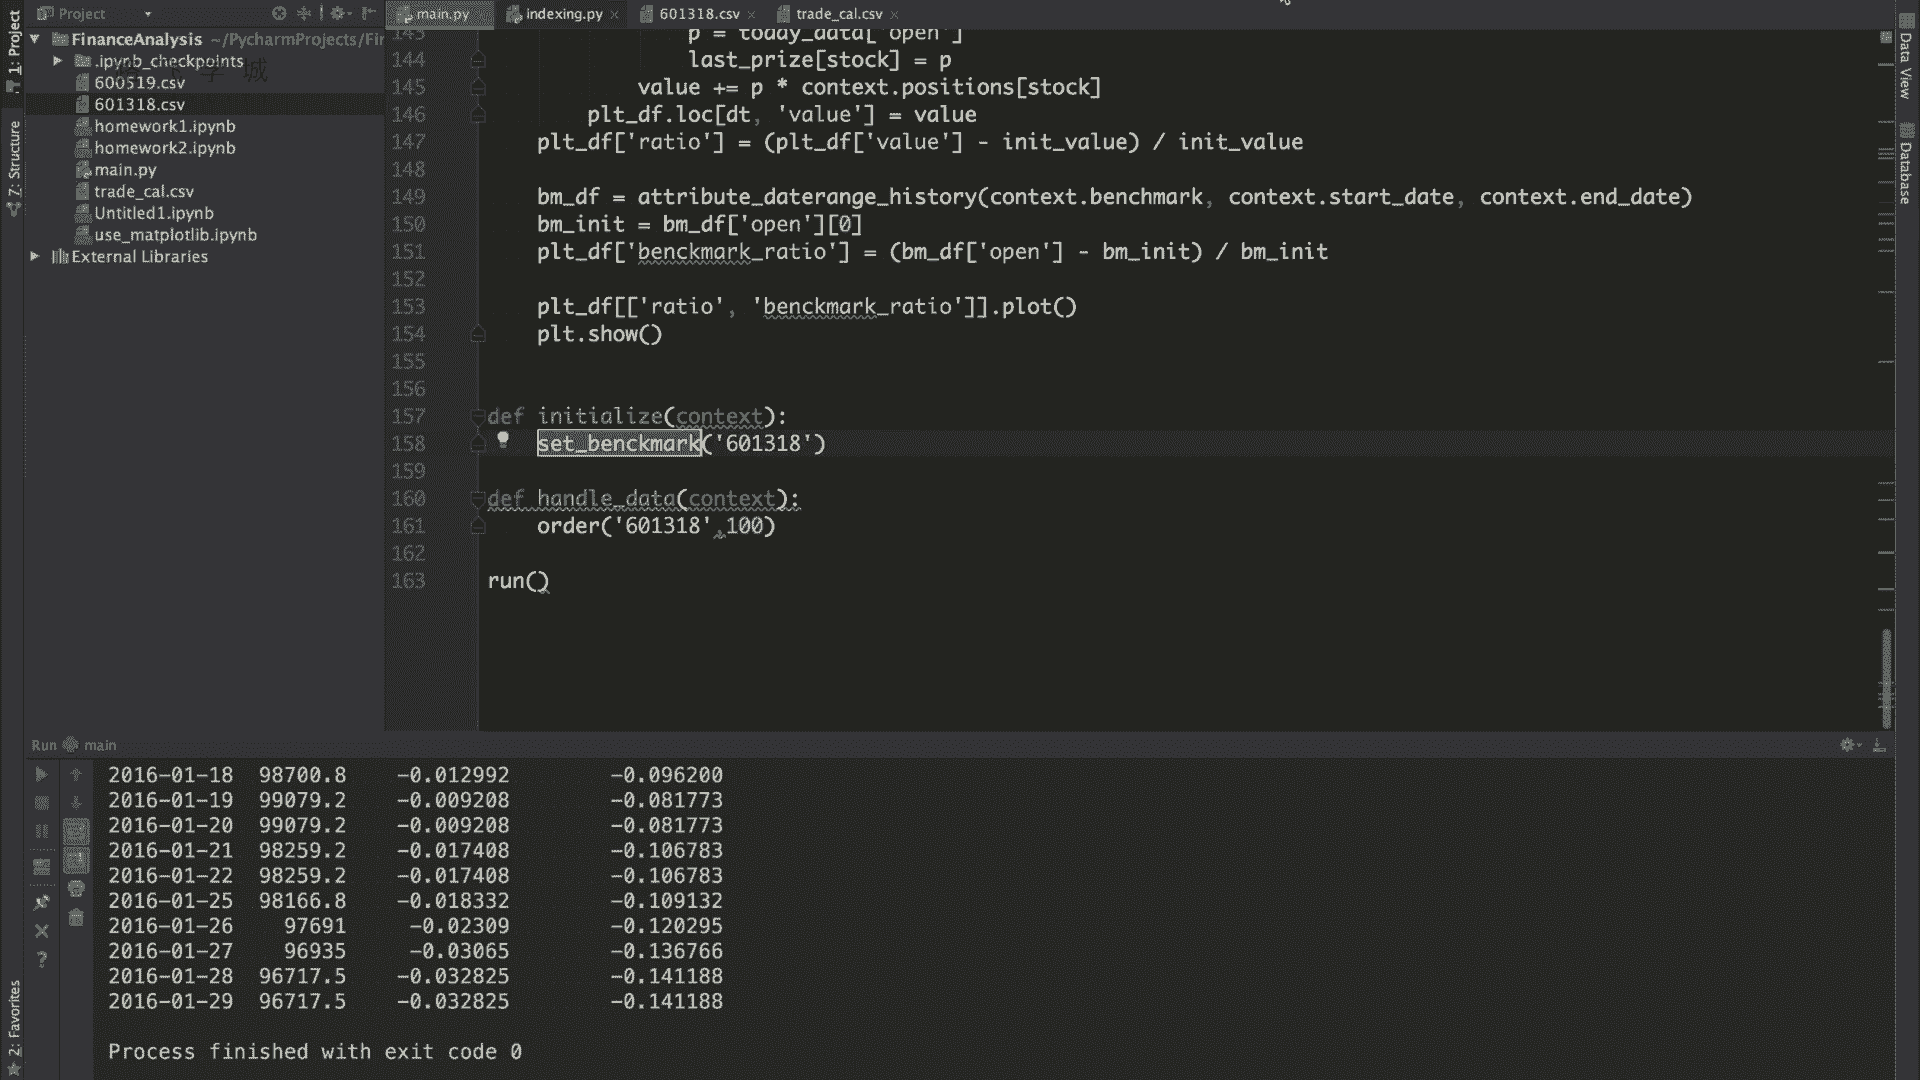 1: Project
Project
main.py
indexing.py
601318.csv
trade_cal.csv
FinanceAnalysis ~/PycharmProjects/Fi
.ipynb_checkpoints
600519.csv
601318.csv
homework1.ipynb
homework2.ipynb
main.py
trade_cal.csv
Untitled1.ipynb
use_matplotlib.ipynb
External Libraries
Z: Structure
2: Favorites
Data View
Database
143 p = today_data['open']
144 last_prize[stock] = p
145 value += p * context.positions[stock]
146 plt_df.loc[dt, 'value'] = value
147 plt_df['ratio'] = (plt_df['value'] - init_value) / init_value
148
149 bm_df = attribute_daterange_history(context.benchmark, context.start_date, context.end_date)
150 bm_init = bm_df['open'][0]
151 plt_df['benckmark_ratio'] = (bm_df['open'] - bm_init) / bm_init
152
153 plt_df[['ratio', 'benckmark_ratio']].plot()
154 plt.show()
155
156
157 def initialize(context):
158 set_benckmark('601318')
159
160 def handle_data(context):
161 order('601318',100)
162
163 run()
Run main
2016-01-18 98700.8 -0.012992 -0.096200
2016-01-19 99079.2 -0.009208 -0.081773
2016-01-20 99079.2 -0.009208 -0.081773
2016-01-21 98259.2 -0.017408 -0.106783
2016-01-22 98259.2 -0.017408 -0.106783
2016-01-25 98166.8 -0.018332 -0.109132
2016-01-26 97691 -0.02309 -0.120295
2016-01-27 96935 -0.03065 -0.136766
2016-01-28 96717.5 -0.032825 -0.141188
2016-01-29 96717.5 -0.032825 -0.141188
Process finished with exit code 0